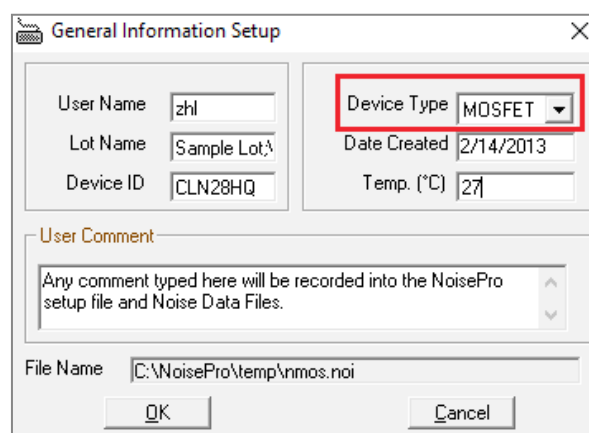 General Information Setup
User Name zhl
Lot Name Sample Lot,\
Device ID CLN28HQ
Device Type MOSFET
Date Created 2/14/2013
Temp. (°C) 27
User Comment
Any comment typed here will be recorded into the NoisePro
setup file and Noise Data Files.
File Name C:\NoisePro\temp\nmos.noi
OK Cancel